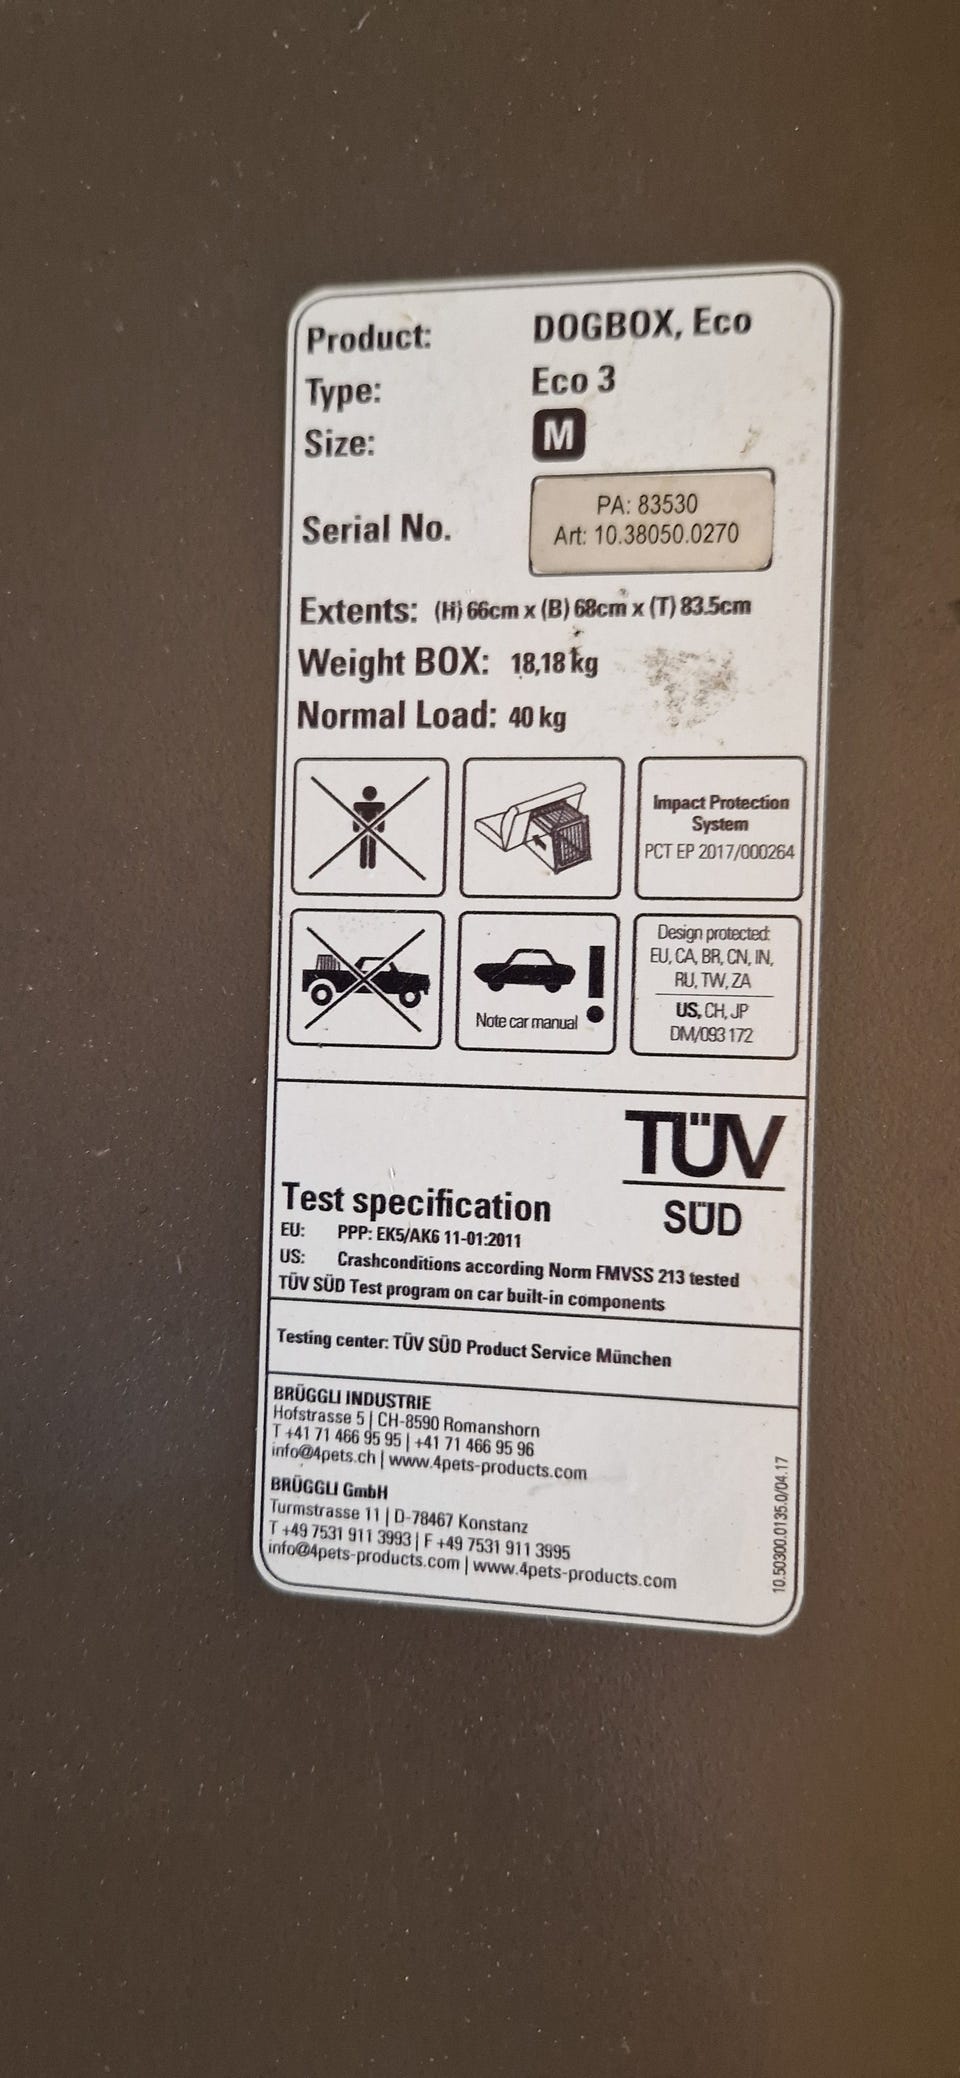 Product: DOGBOX, Eco
Type: Eco 3
Size: M
Serial No. PA: 83530
Art: 10.38050.0270
Extents: (H) 66cm x (B) 68cm x (T) 83.5cm
Weight BOX: 18,18 kg
Normal Load: 40 kg
Impact Protection
System
PCT EP 2017/000264
Note car manual
Design protected:
EU, CA, BR, CN, IN,
RU, TW, ZA
US, CH, JP
DM/093 172
TÜV
SÜD
Test specification
EU: PPP: EK5/AK6 11-01:2011
US: Crashconditions according Norm FMVSS 213 tested
TÜV SÜD Test program on car built-in components
Testing center: TÜV SÜD Product Service München
BRÜGGLI INDUSTRIE
Hofstrasse 5 | CH-8590 Romanshorn
T +41 71 466 95 95 | +41 71 466 95 96
info@4pets.ch | www.4pets-products.com
BRÜGGLI GmbH
Turmstrasse 11 | D-78467 Konstanz
T +49 7531 911 3993 | F +49 7531 911 3995
info@4pets-products.com | www.4pets-products.com
10.50300.0135.0/04.17